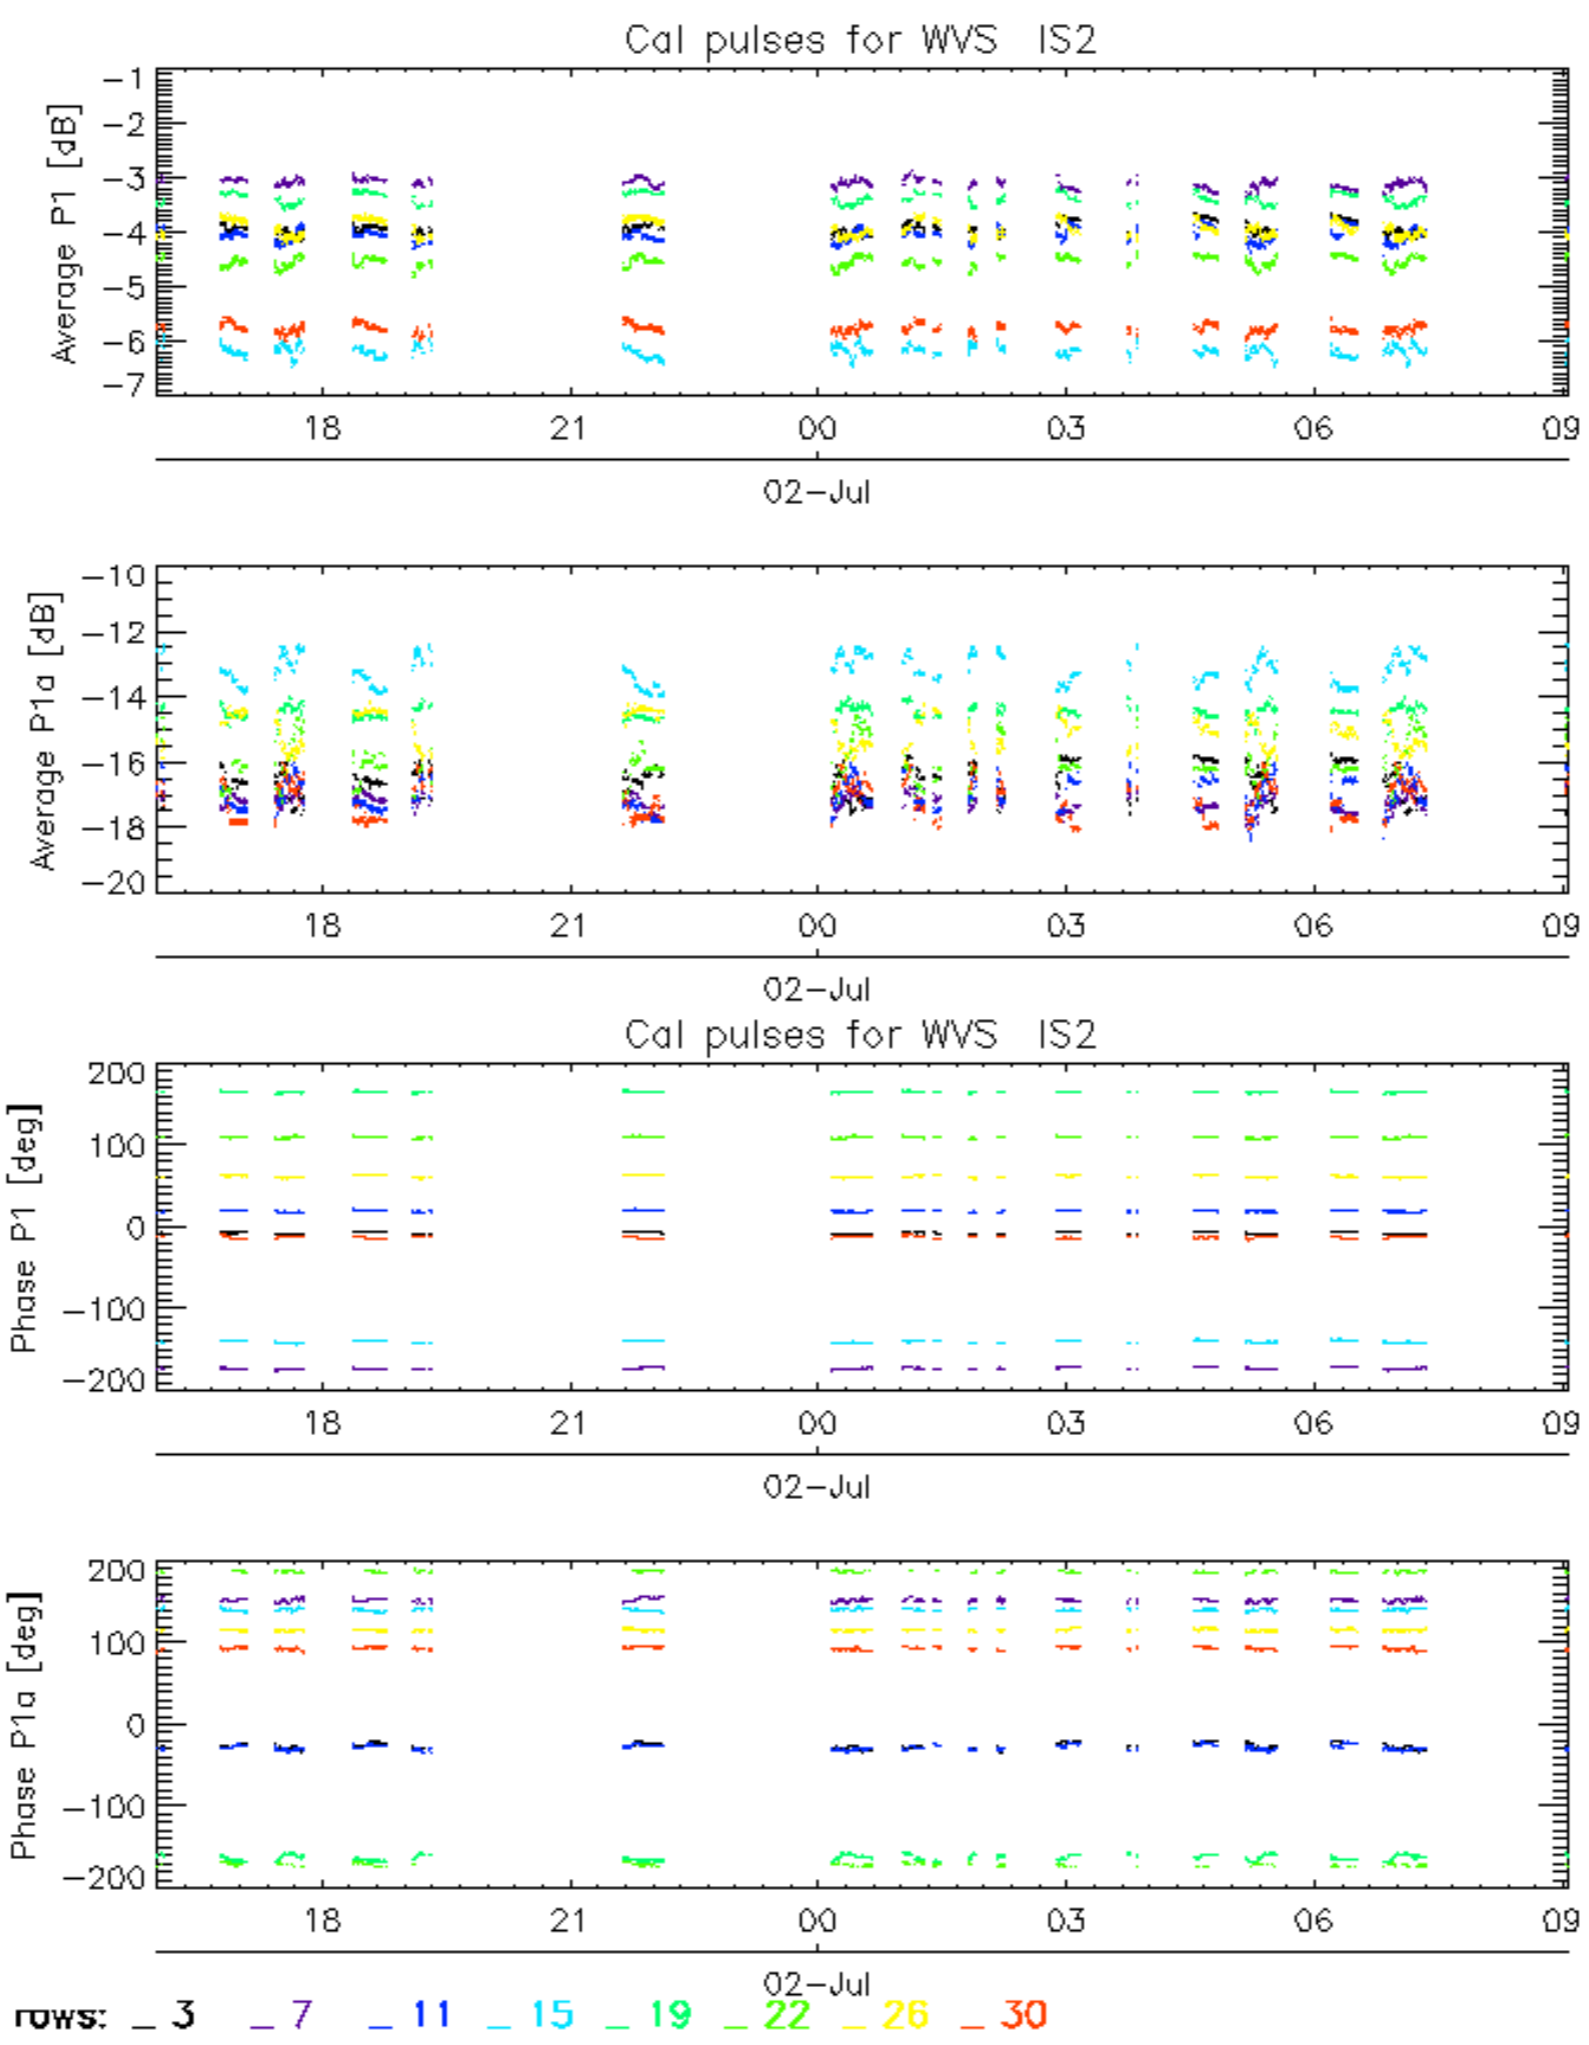 Cal pulses for WVS IS2
Average P1 [dB]
-1
-2
-3
-4
-5
-6
-7
18 21 00 03 06 09
02-Jul
Average P1a [dB]
-10
-12
-14
-16
-18
-20
18 21 00 03 06 09
02-Jul
Cal pulses for WVS IS2
Phase P1 [deg]
200
100
0
-100
-200
18 21 00 03 06 09
02-Jul
Phase P1a [deg]
200
100
0
-100
-200
18 21 00 03 06 09
02-Jul
rows: _ 3 _ 7 _ 11 _ 15 _ 19 _ 22 _ 26 _ 30